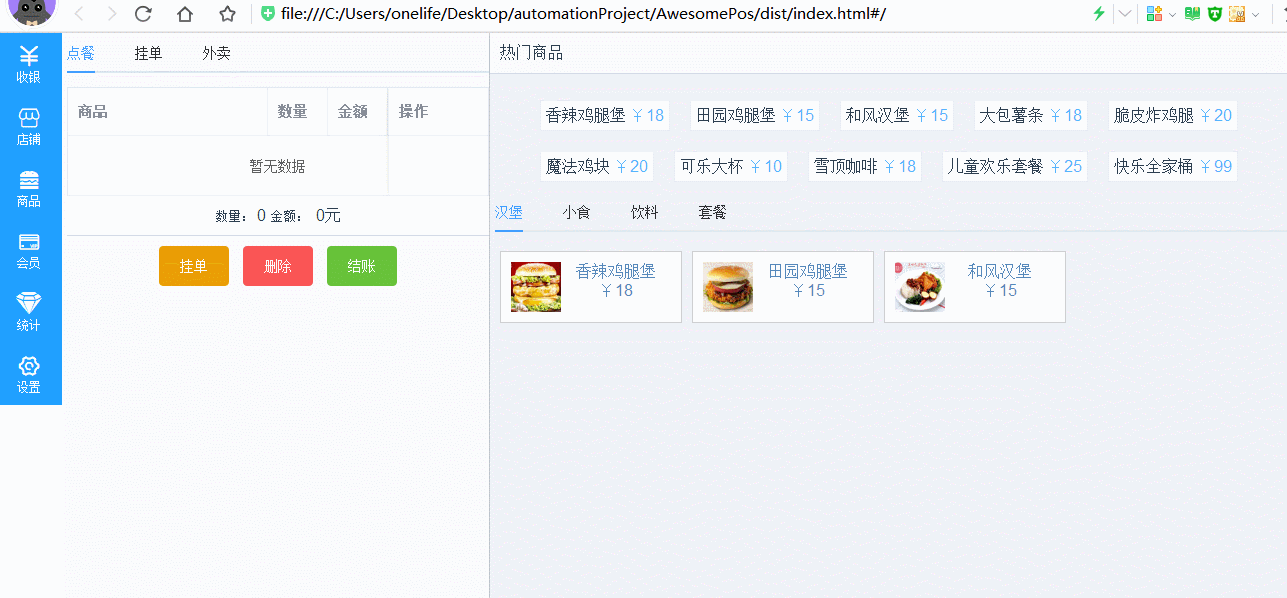 file:///C:/Users/onelife/Desktop/automationProject/AwesomePos/dist/index.html#/
收银
店铺
商品
会员
统计
设置
点餐 挂单 外卖
商品 数量 金额 操作
暂无数据
数量: 0 金额: 0元
挂单 删除 结账
热门商品
香辣鸡腿堡 ￥18 田园鸡腿堡 ￥15 和风汉堡 ￥15 大包薯条 ￥18 脆皮炸鸡腿 ￥20
魔法鸡块 ￥20 可乐大杯 ￥10 雪顶咖啡 ￥18 儿童欢乐套餐 ￥25 快乐全家桶 ￥99
汉堡 小食 饮料 套餐
香辣鸡腿堡
￥18
田园鸡腿堡
￥15
和风汉堡
￥15